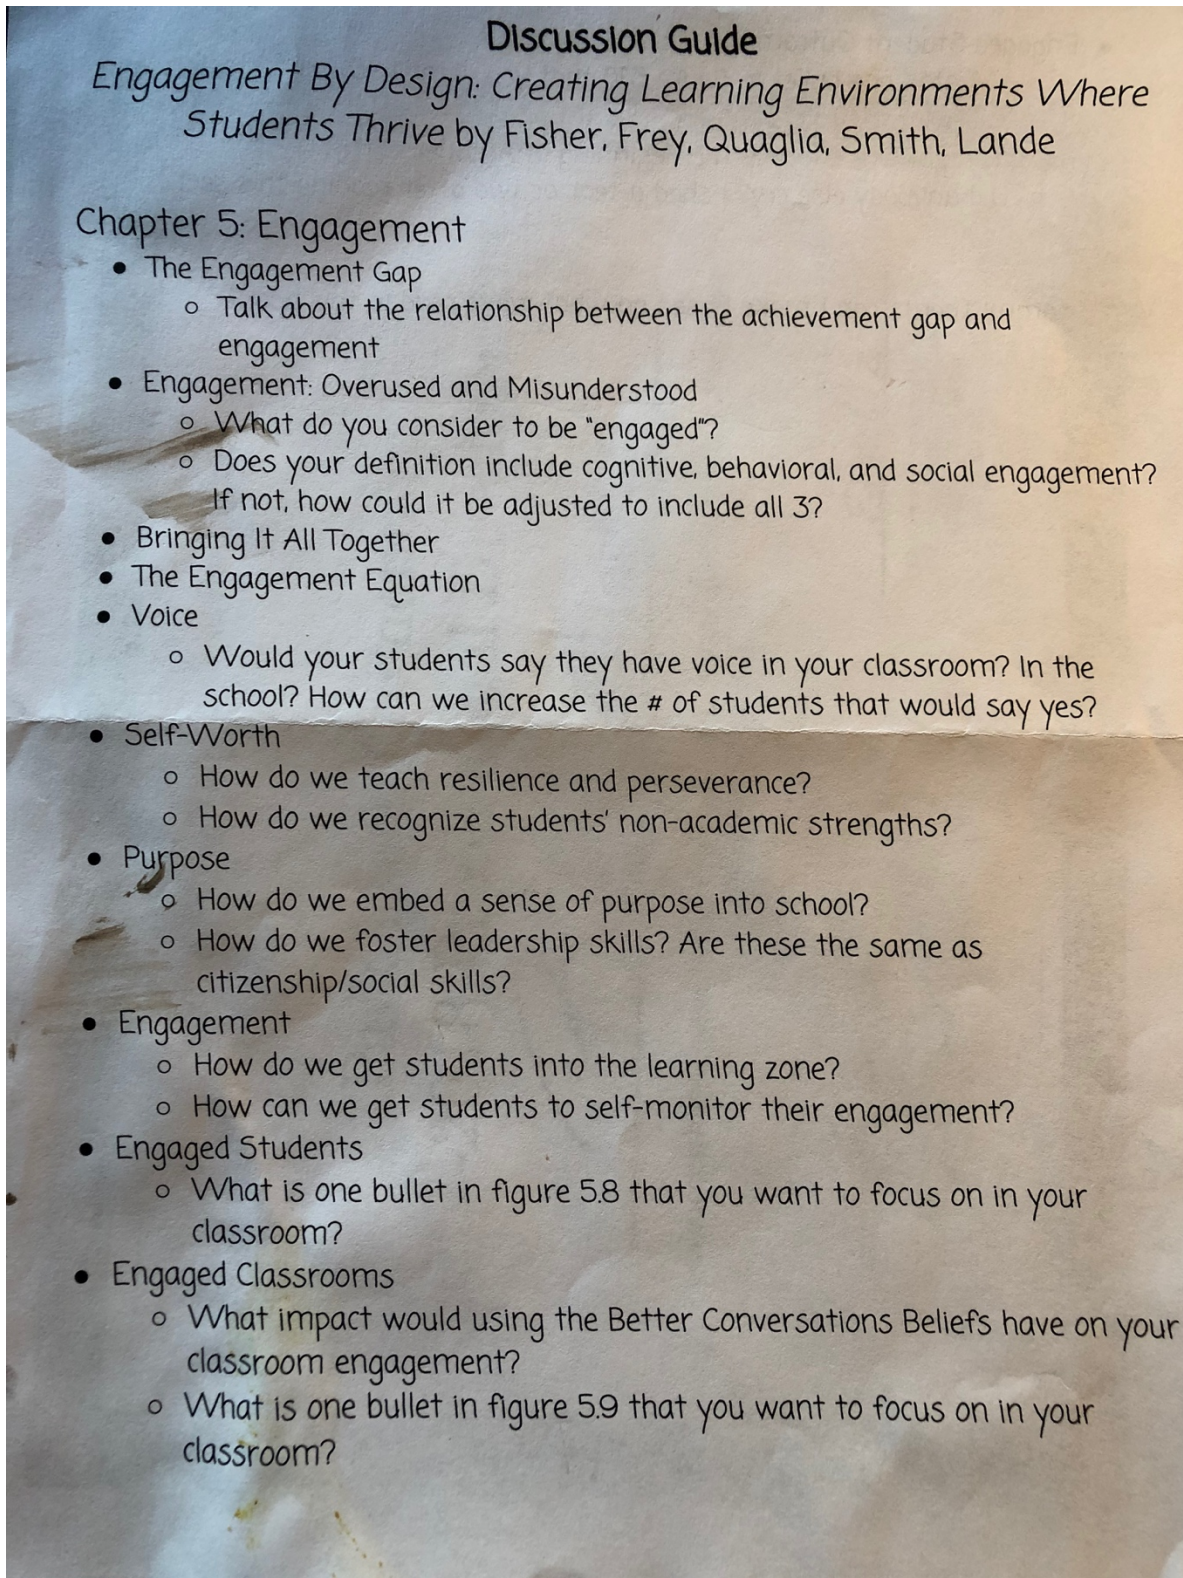 Discussion Guide
Engagement By Design: Creating Learning Environments Where
Students Thrive by Fisher, Frey, Quaglia, Smith, Lande
Chapter 5: Engagement
● The Engagement Gap
○ Talk about the relationship between the achievement gap and
engagement
● Engagement: Overused and Misunderstood
○ What do you consider to be "engaged"?
○ Does your definition include cognitive, behavioral, and social engagement?
If not, how could it be adjusted to include all 3?
● Bringing It All Together
● The Engagement Equation
● Voice
○ Would your students say they have voice in your classroom? In the
school? How can we increase the # of students that would say yes?
● Self-Worth
○ How do we teach resilience and perseverance?
○ How do we recognize students' non-academic strengths?
● Purpose
○ How do we embed a sense of purpose into school?
○ How do we foster leadership skills? Are these the same as
citizenship/social skills?
● Engagement
○ How do we get students into the learning zone?
○ How can we get students to self-monitor their engagement?
● Engaged Students
○ What is one bullet in figure 5.8 that you want to focus on in your
classroom?
● Engaged Classrooms
○ What impact would using the Better Conversations Beliefs have on your
classroom engagement?
○ What is one bullet in figure 5.9 that you want to focus on in your
classroom?